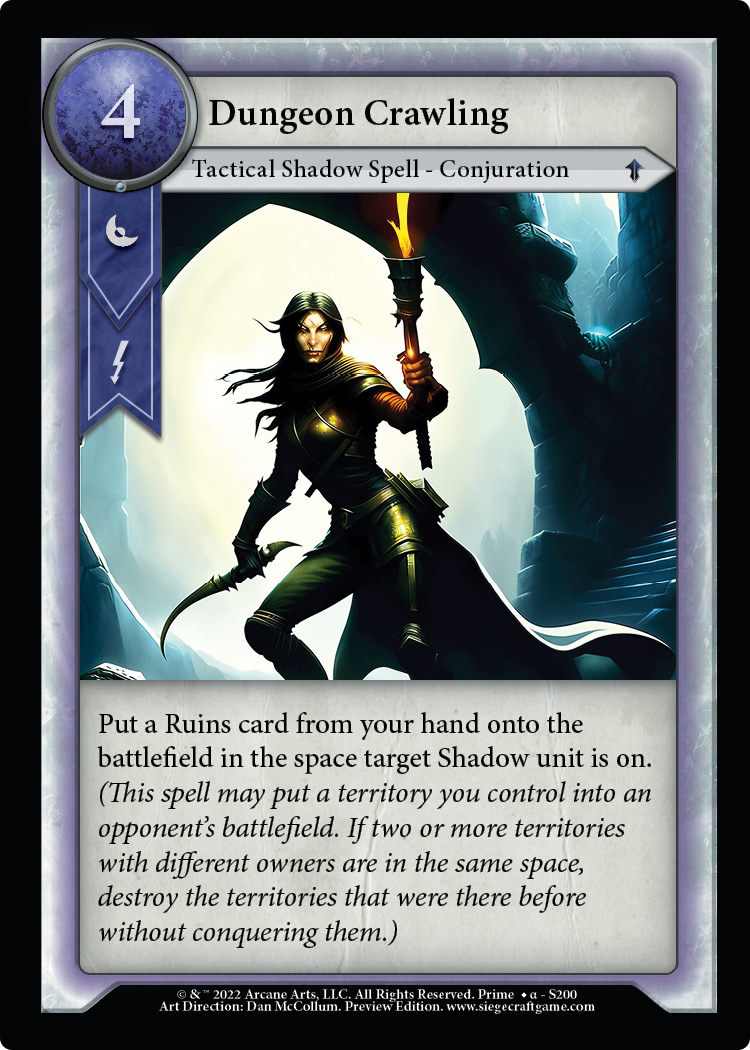 4
Dungeon Crawling
Tactical Shadow Spell - Conjuration
Put a Ruins card from your hand onto the
battlefield in the space target Shadow unit is on.
(This spell may put a territory you control into an
opponent's battlefield. If two or more territories
with different owners are in the same space,
destroy the territories that were there before
without conquering them.)
© & ™ 2022 Arcane Arts, LLC. All Rights Reserved. Prime ⬥ α - S200
Art Direction: Dan McCollum. Preview Edition. www.siegecraftgame.com